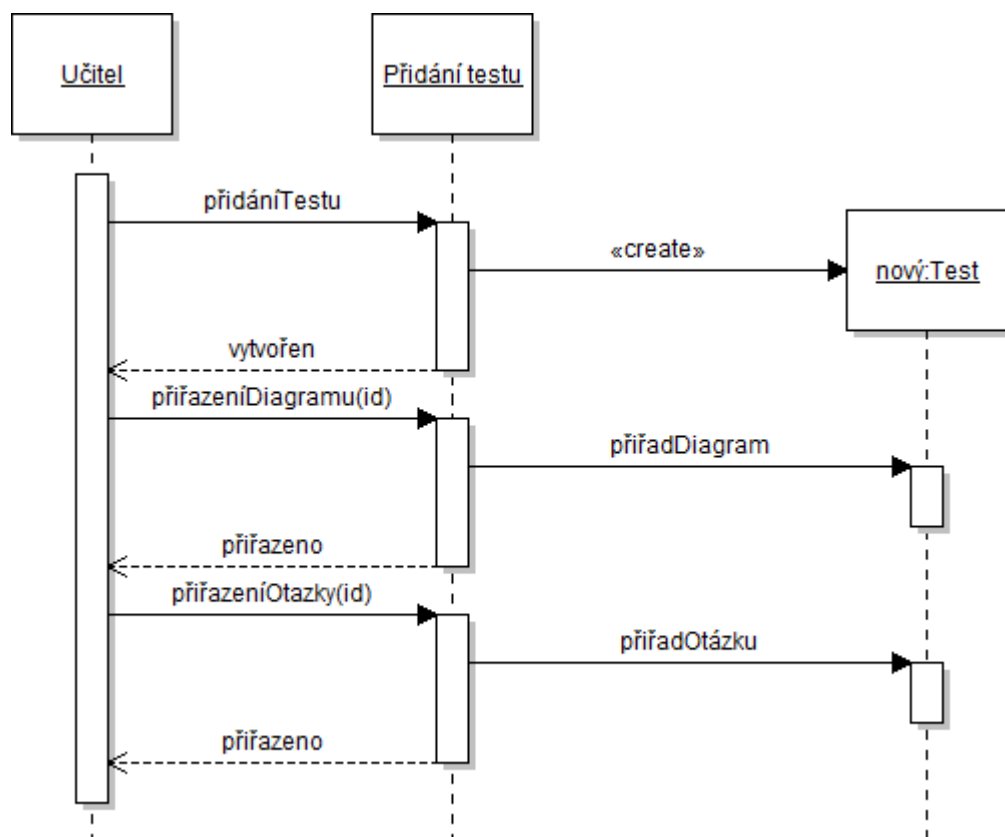 Učitel
Přidání testu
přidáníTestu
«create»
nový:Test
vytvořen
přiřazeníDiagramu(id)
přiřadDiagram
přiřazeno
přiřazeníOtazky(id)
přiřadOtázku
přiřazeno